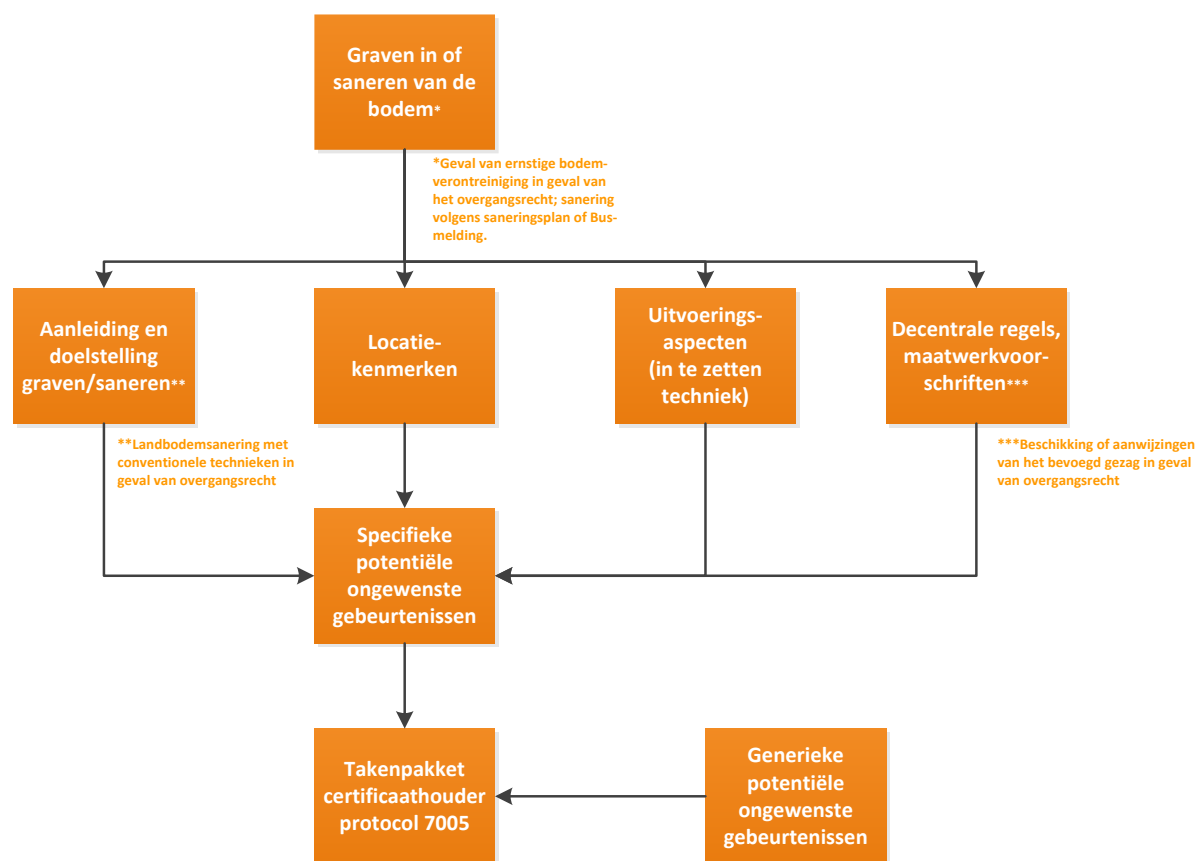 Graven in of
saneren van de
bodem*
*Geval van ernstige bodem-
verontreiniging in geval van
het overgangsrecht; sanering
volgens saneringsplan of Bus-
melding.
Aanleiding en
doelstelling
graven/saneren**
Locatie-
kenmerken
Uitvoerings-
aspecten
(in te zetten
techniek)
Decentrale regels,
maatwerkvoor-
schriften***
**Landbodemsanering met
conventionele technieken in
geval van overgangsrecht
***Beschikking of aanwijzingen
van het bevoegd gezag in geval
van overgangsrecht
Specifieke
potentiële
ongewenste
gebeurtenissen
Takenpakket
certificaathouder
protocol 7005
Generieke
potentiële
ongewenste
gebeurtenissen